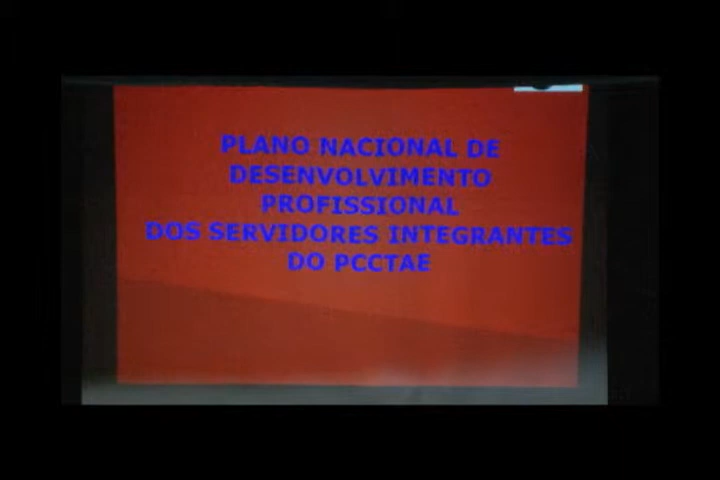 PLANO NACIONAL DE
DESENVOLVIMENTO
PROFISSIONAL
DOS SERVIDORES INTEGRANTES
DO PCCTAE